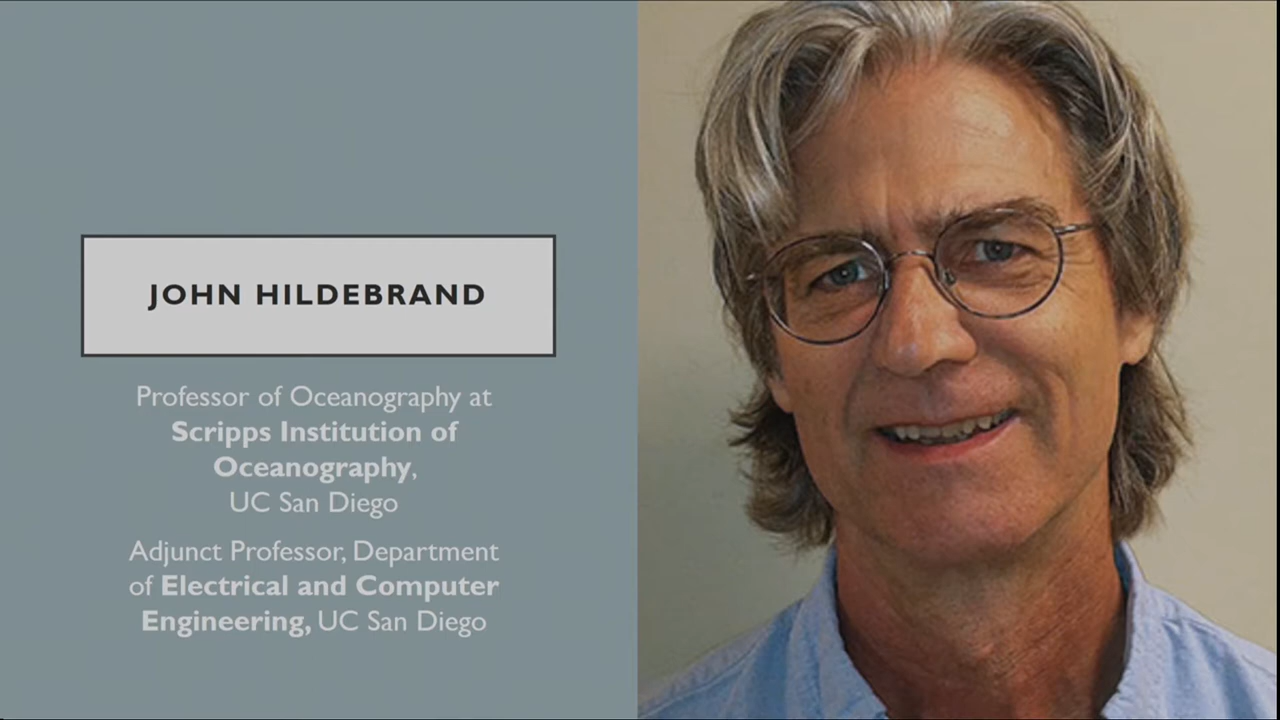 JOHN HILDEBRAND
Professor of Oceanography at
Scripps Institution of
Oceanography,
UC San Diego
Adjunct Professor, Department
of Electrical and Computer
Engineering, UC San Diego